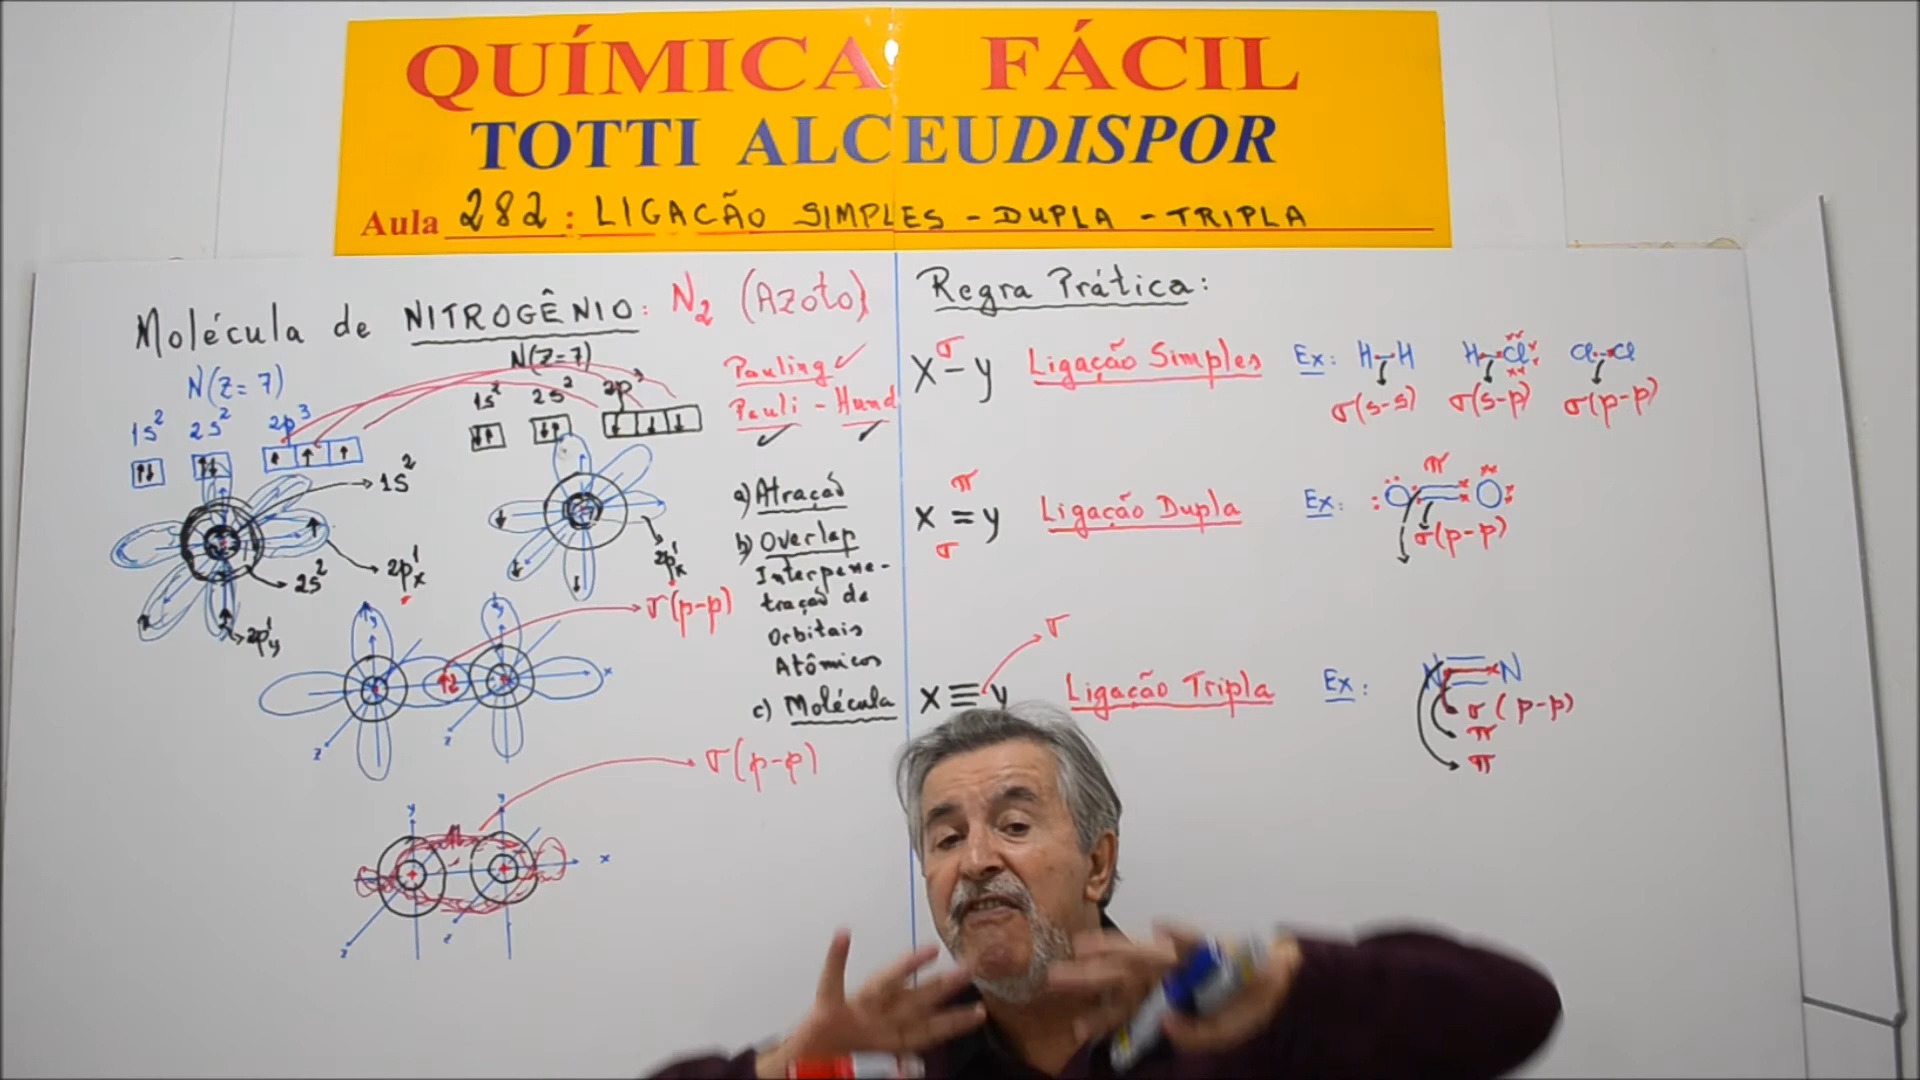 QUÍMICA FÁCIL
TOTTI ALCEUDISPOR
Aula 282 : LIGAÇÃO SIMPLES - DUPLA - TRIPLA
Molécula de NITROGÊNIO: N2 (Azoto)
N(Z=7)
1s² 2s² 2p³
N(Z=7)
1s² 2s² 2p³
Pauling ✓
Pauli - Hund
1s²
2s²
2p¹x
2p¹y
2p¹x
a) Atração
b) Overlap
Interpene-
tração de
Orbitais
Atômicos
c) Molécula
σ(p-p)
y y
x
z z
σ(p-p)
y y
x
z z
Regra Prática:
σ
X - y Ligação Simples Ex: H-H H-Cl Cl-Cl
σ(s-s) σ(s-p) σ(p-p)
π
X = y Ligação Dupla Ex: O=O
σ
π
σ(p-p)
σ
X ≡ y Ligação Tripla Ex: N≡N
σ (p-p)
π
π